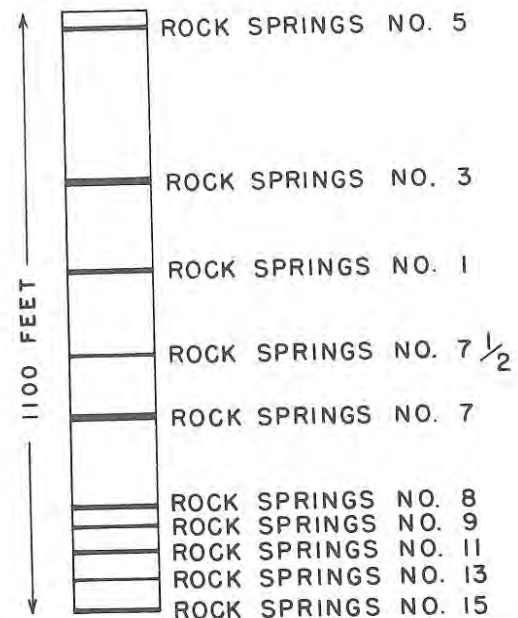 ROCK SPRINGS NO. 5
ROCK SPRINGS NO. 3
ROCK SPRINGS NO. 1
ROCK SPRINGS NO. 7 1/2
ROCK SPRINGS NO. 7
ROCK SPRINGS NO. 8
ROCK SPRINGS NO. 9
ROCK SPRINGS NO. 11
ROCK SPRINGS NO. 13
ROCK SPRINGS NO. 15
1100 FEET